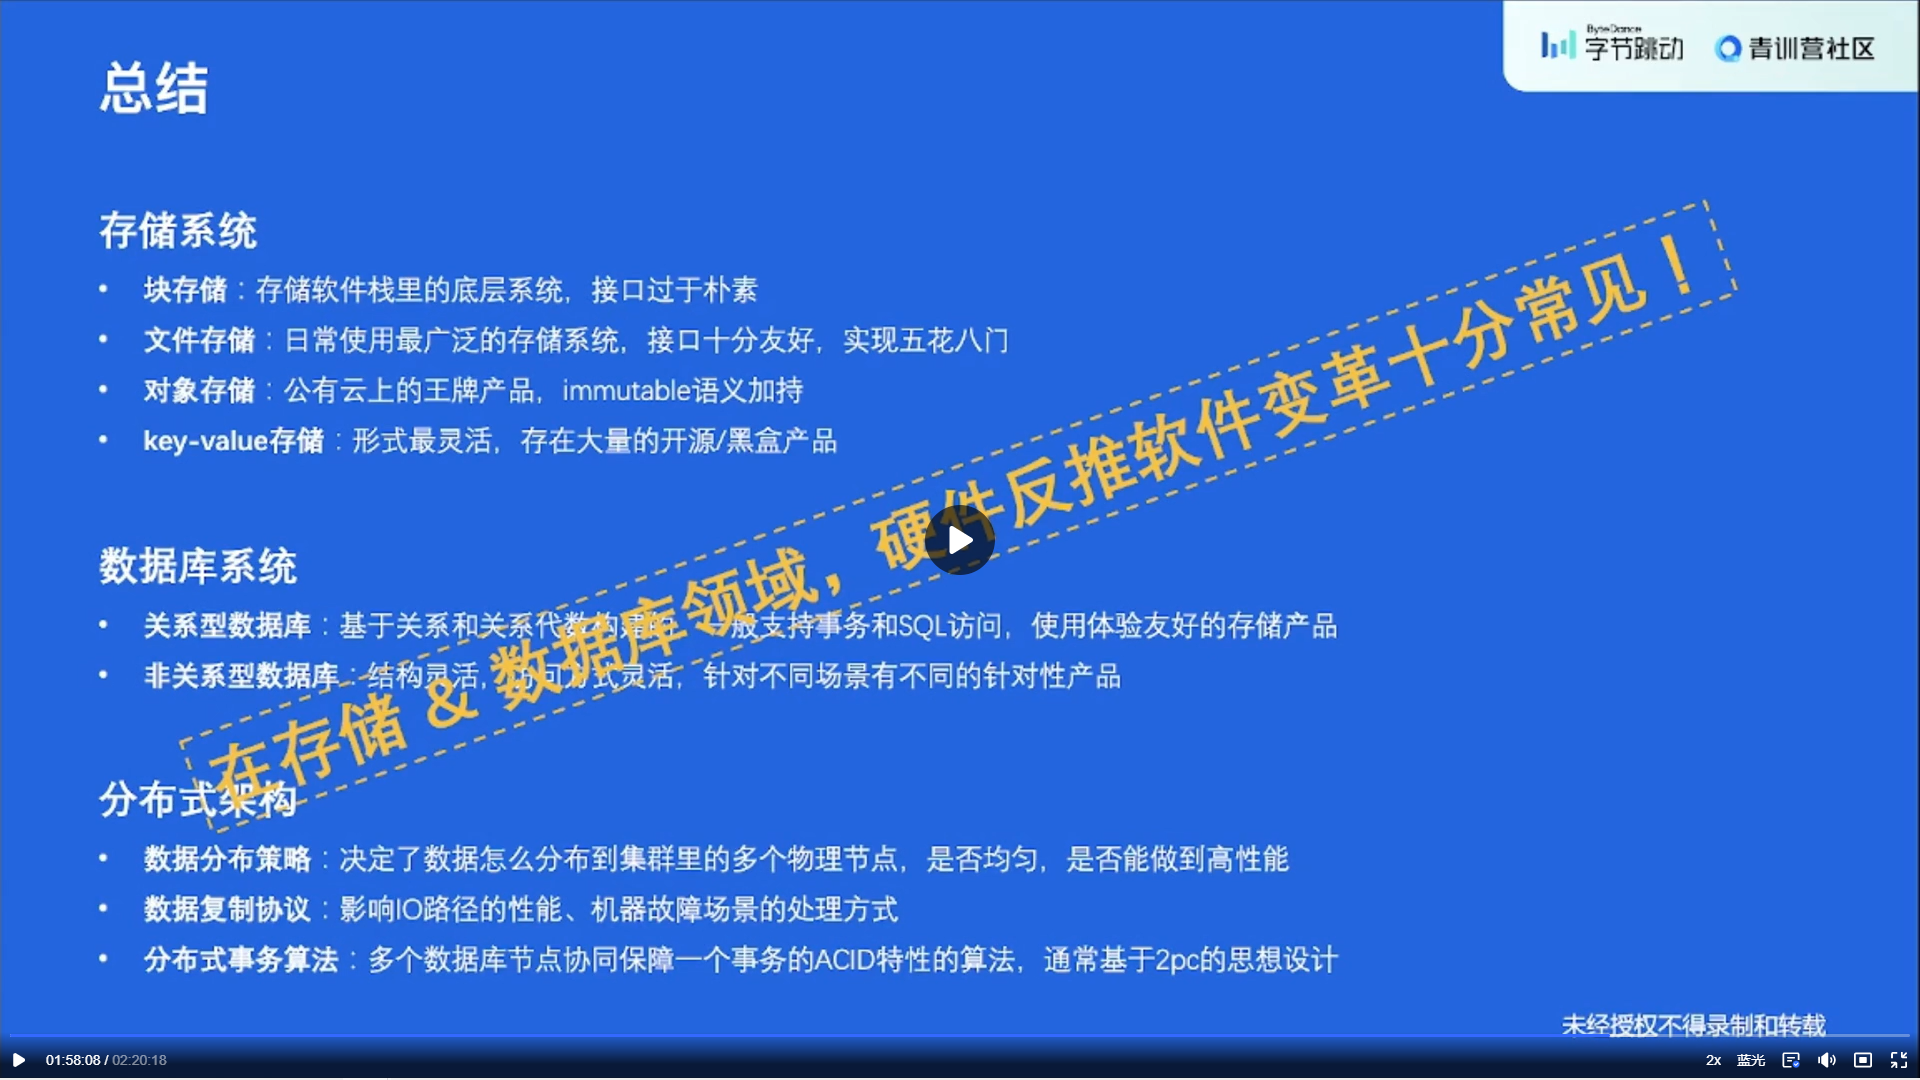 总结
ByteDance
字节跳动
青训营社区
存储系统
• 块存储：存储软件栈里的底层系统，接口过于朴素
• 文件存储：日常使用最广泛的存储系统，接口十分友好，实现五花八门
• 对象存储：公有云上的王牌产品，immutable语义加持
• key-value存储：形式最灵活，存在大量的开源/黑盒产品
在存储 & 数据库领域，硬件反推软件变革十分常见！
数据库系统
• 关系型数据库：基于关系和关系代数构建的，一般支持事务和SQL访问，使用体验友好的存储产品
• 非关系型数据库：结构灵活，访问方式灵活，针对不同场景有不同的针对性产品
分布式架构
• 数据分布策略：决定了数据怎么分布到集群里的多个物理节点，是否均匀，是否能做到高性能
• 数据复制协议：影响IO路径的性能、机器故障场景的处理方式
• 分布式事务算法：多个数据库节点协同保障一个事务的ACID特性的算法，通常基于2pc的思想设计
未经授权不得录制和转载
01:58:08 / 02:20:18
2x 蓝光